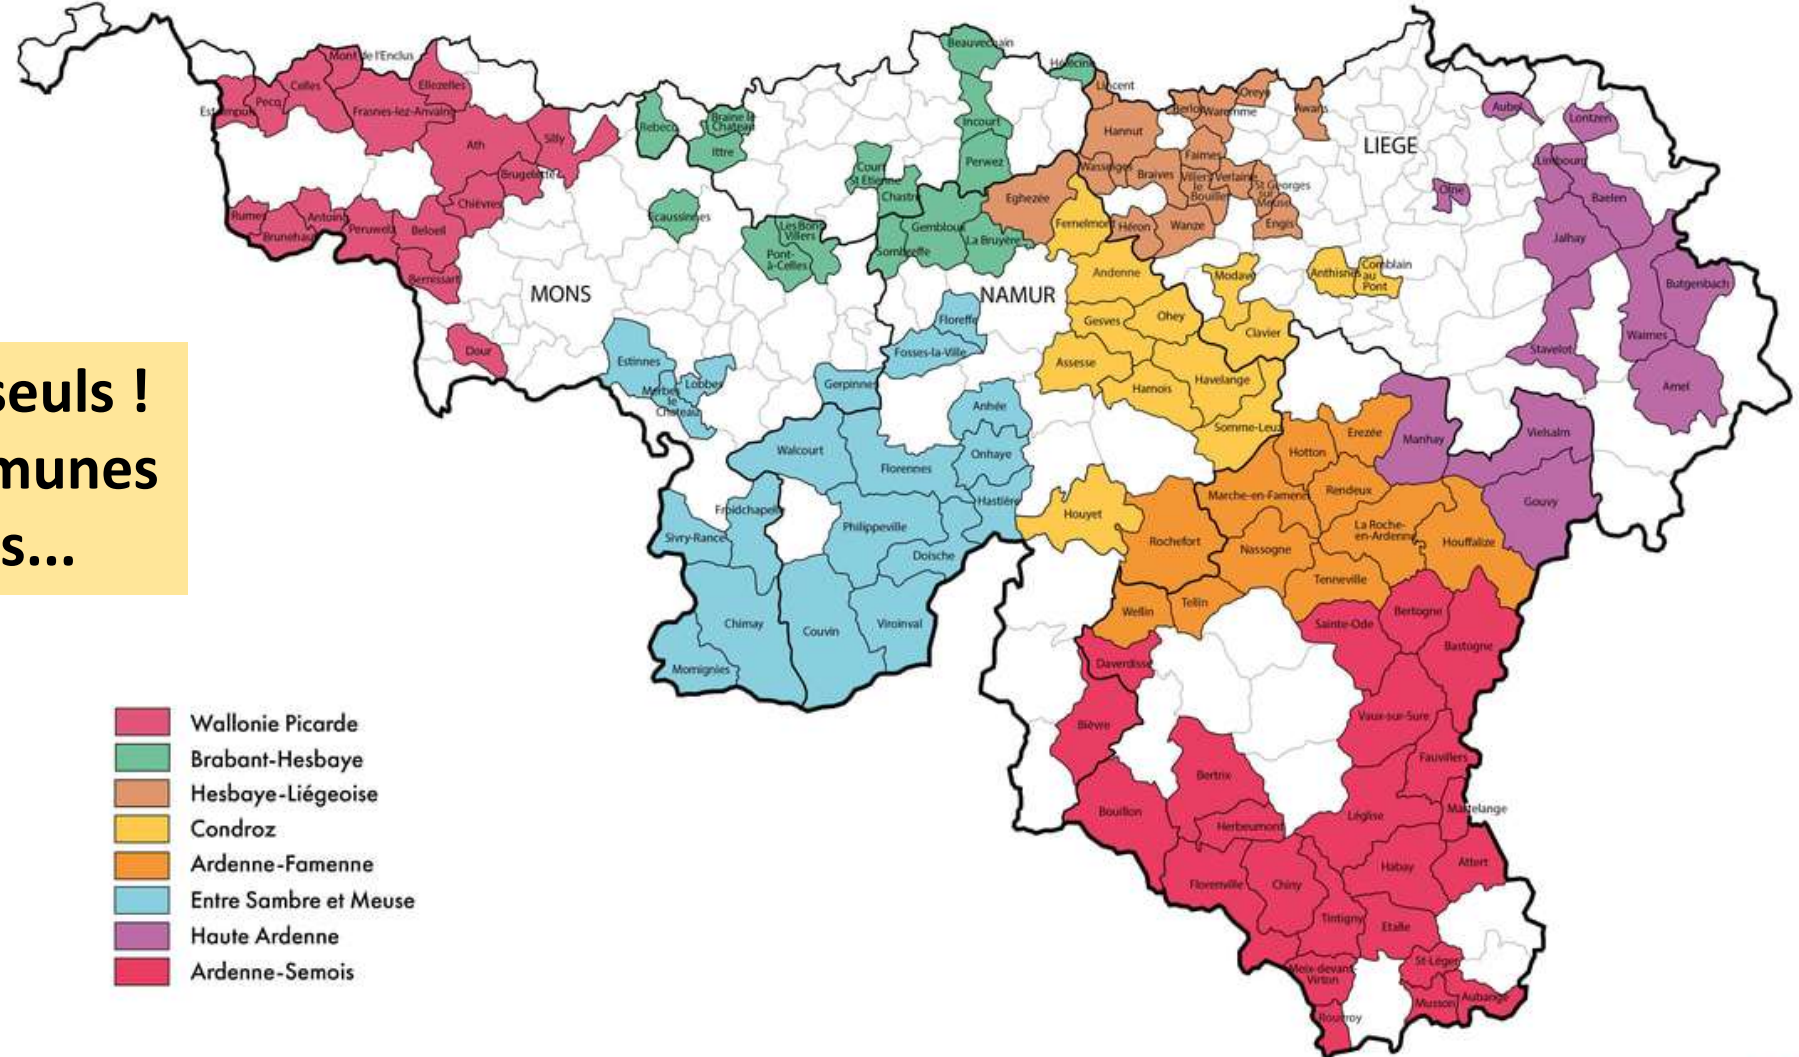 Beauvechain
Mont de l'Enclus
Hélécine
Ellezelles
Celles
Lincent
Oreye
Pecq
Berloz
Waremme
Awans
Aubel
Frasnes-lez-Anvaing
Lontzen
Braine le
Château
Rebecq
Incourt
Hannut
Silly
Ath
LIEGE
Ittre
Faimes
Limbourg
Perwez
Court
St Etienne
Wasseiges
Braives
Brugelette
Villers
le
Bouillet
Verlaine
St Georges
sur
Meuse
Olne
Baelen
Chastre
Eghezée
Chièvres
Rumes
Antoing
Ecaussinnes
Les Bons
Villers
Gembloux
Fernelmont
Héron
Wanze
Engis
Peruwelz
Beloeil
Brunehaut
La Bruyère
Jalhay
Sombreffe
Pont-
à-Celles
Andenne
Modave
Anthisnes
Comblain
au
Pont
Bernissart
Butgenbach
MONS
NAMUR
Floreffe
Gesves
Ohey
Clavier
Waimes
Dour
Fosses-la-Ville
Stavelot
Estinnes
Assesse
seuls !
Merbes
le
Chateau
Lobbes
Gerpinnes
Hamois
Havelange
Amel
Anhée
Somme-Leuze
Erezée
Manhay
Vielsalm
Walcourt
Onhaye
Hotton
Florennes
munes
Marche-en-Famenne
Rendeux
Hastière
Gouvy
Froidchapelle
Houyet
Philippeville
La Roche-
en-Ardenne
Sivry-Rance
Rochefort
Houffalize
s...
Nassogne
Doische
Tenneville
Wellin
Tellin
Bertogne
Chimay
Couvin
Viroinval
Sainte-Ode
Bastogne
Momignies
Daverdisse
Vaux-sur-Sure
Bièvre
Wallonie Picarde
Brabant-Hesbaye
Fauvillers
Bertrix
Hesbaye-Liégeoise
Martelange
Bouillon
Léglise
Herbeumont
Condroz
Ardenne-Famenne
Habay
Attert
Florenville
Chiny
Entre Sambre et Meuse
Tintigny
Etalle
Haute Ardenne
St-Léger
Ardenne-Semois
Meix-devant-
Virton
Musson
Aubange
Rouvroy